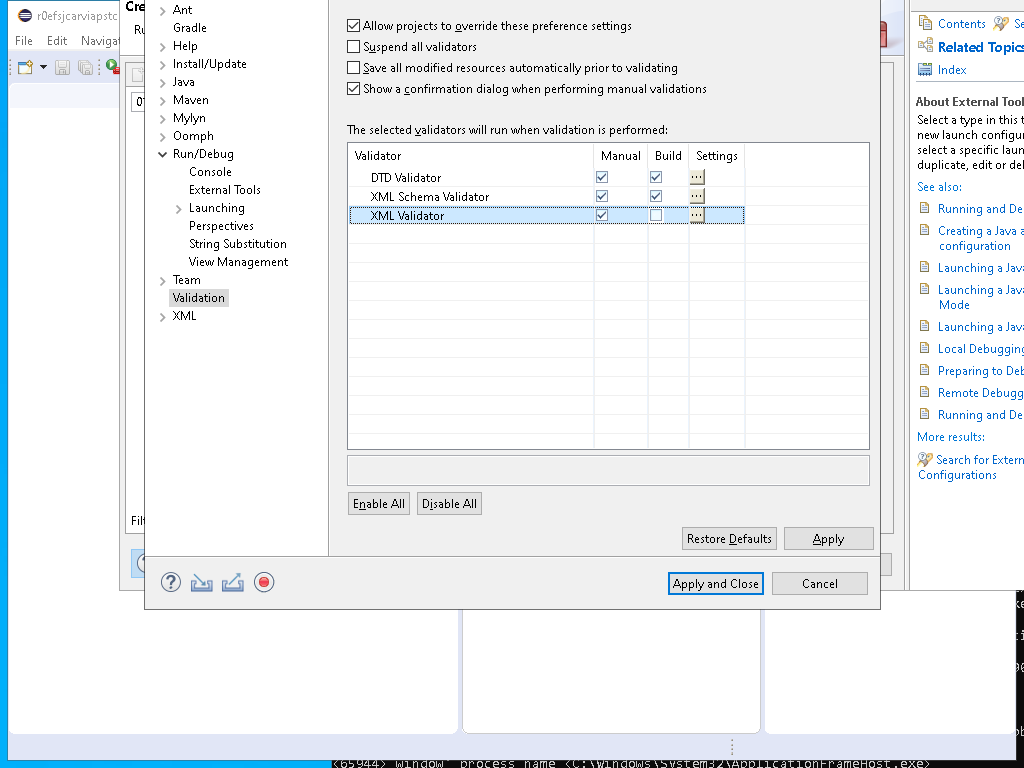 r0efsjcarviapstc
File Edit Navigat
Cre
Ru
Ant
Gradle
Help
Install/Update
Java
Maven
Mylyn
Oomph
Run/Debug
Console
External Tools
Launching
Perspectives
String Substitution
View Management
Team
Validation
XML
Filt
Allow projects to override these preference settings
Suspend all validators
Save all modified resources automatically prior to validating
Show a confirmation dialog when performing manual validations
The selected validators will run when validation is performed:
Validator Manual Build Settings
DTD Validator ...
XML Schema Validator ...
XML Validator ...
Enable All Disable All
Restore Defaults Apply
Apply and Close Cancel
Contents Se
Related Topics
Index
About External Tool
Select a type in this t
new launch configur
select a specific laun
duplicate, edit or del
See also:
Running and De
Creating a Java a
configuration
Launching a Java
Launching a Java
Mode
Launching a Java
Local Debugging
Preparing to Deb
Remote Debugg
Running and De
More results:
Search for Extern
Configurations
<65944> Window process name <C:\Windows\System32\ApplicationFrameHost.exe>